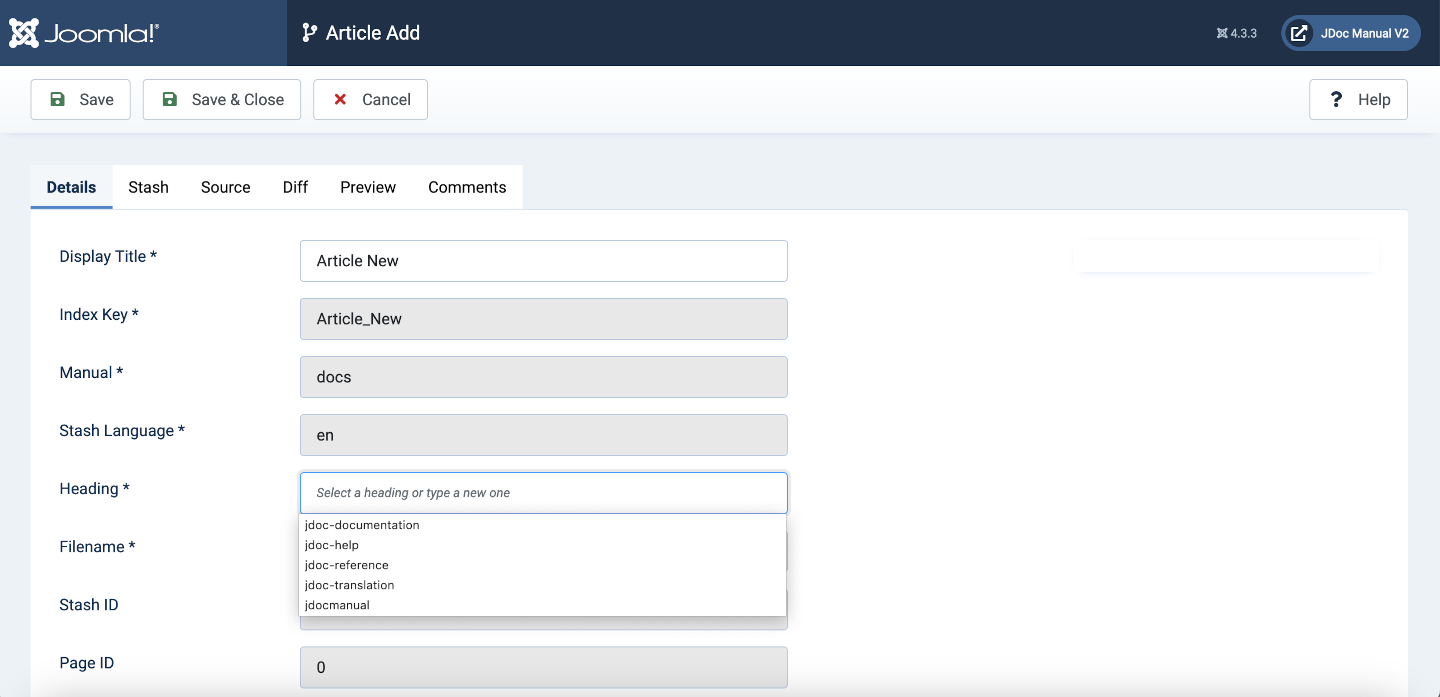 Joomla!®
Article Add
4.3.3
JDoc Manual V2
Save
Save & Close
Cancel
Help
Details
Stash
Source
Diff
Preview
Comments
Display Title *
Article New
Index Key *
Article_New
Manual *
docs
Stash Language *
en
Heading *
Select a heading or type a new one
jdoc-documentation
jdoc-help
jdoc-reference
jdoc-translation
jdocmanual
Filename *
Stash ID
Page ID
0